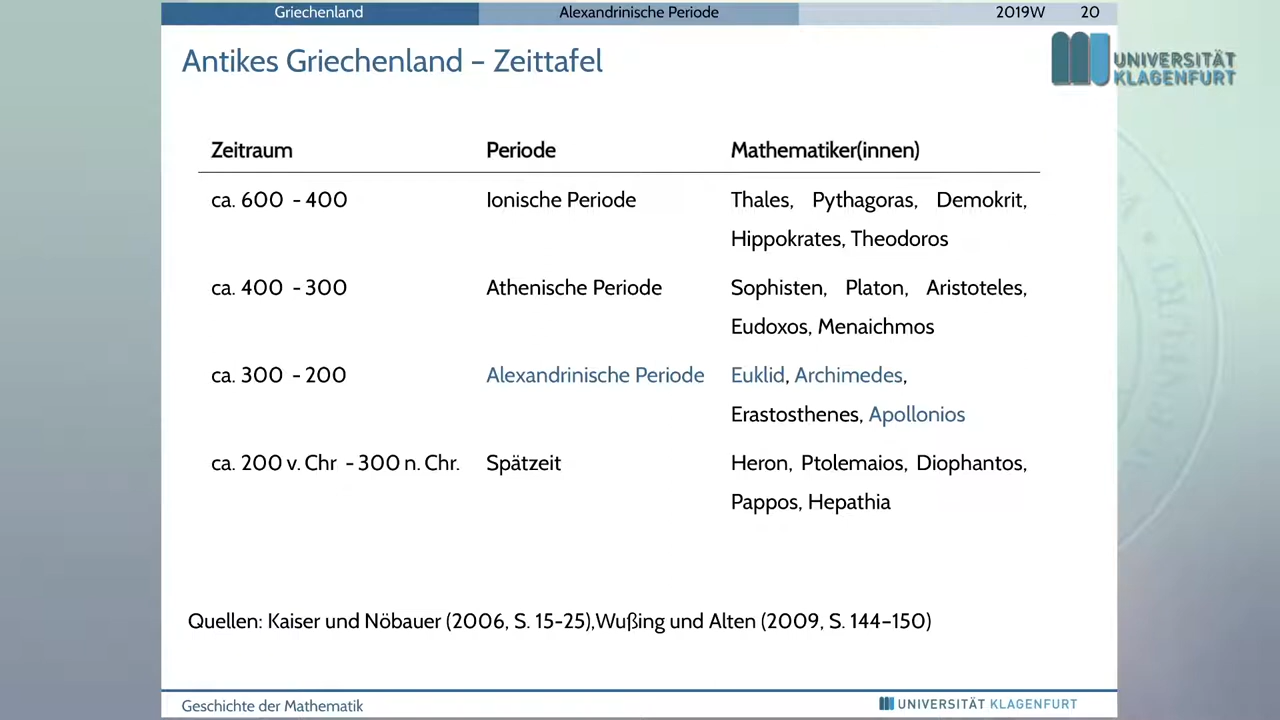 Griechenland Alexandrinische Periode 2019W 20
Antikes Griechenland – Zeittafel
UNIVERSITÄT
KLAGENFURT
Zeitraum Periode Mathematiker(innen)
ca. 600 - 400 Ionische Periode Thales, Pythagoras, Demokrit,
Hippokrates, Theodoros
ca. 400 - 300 Athenische Periode Sophisten, Platon, Aristoteles,
Eudoxos, Menaichmos
ca. 300 - 200 Alexandrinische Periode Euklid, Archimedes,
Erastosthenes, Apollonios
ca. 200 v. Chr - 300 n. Chr. Spätzeit Heron, Ptolemaios, Diophantos,
Pappos, Hepathia
Quellen: Kaiser und Nöbauer (2006, S. 15-25),Wußing und Alten (2009, S. 144–150)
Geschichte der Mathematik UNIVERSITÄT KLAGENFURT